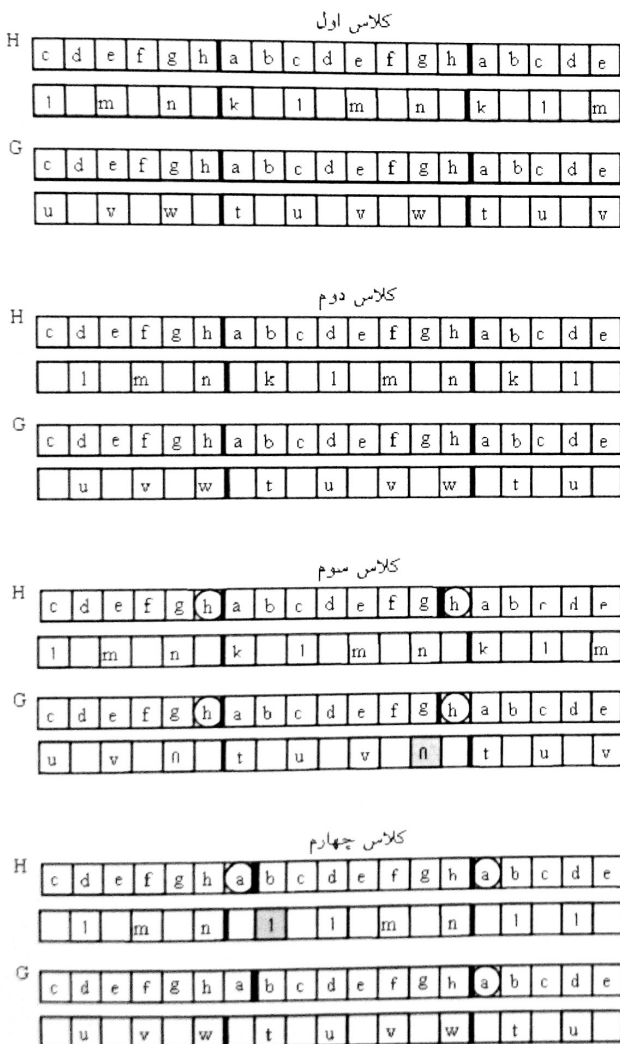 کلاس اول
H
c d e f g h a b c d e f g h a b c d e
l m n k l m n k l m
G
c d e f g h a b c d e f g h a b c d e
u v w t u v w t u v
کلاس دوم
H
c d e f g h a b c d e f g h a b c d e
l m n k l m n k l
G
c d e f g h a b c d e f g h a b c d e
u v w t u v w t u
کلاس سوم
H
c d e f g h a b c d e f g h a b c d e
l m n k l m n k l m
G
c d e f g h a b c d e f g h a b c d e
u v n t u v n t u v
کلاس چهارم
H
c d e f g h a b c d e f g h a b c d e
l m n l l m n l l
G
c d e f g h a b c d e f g h a b c d e
u v w t u v w t u